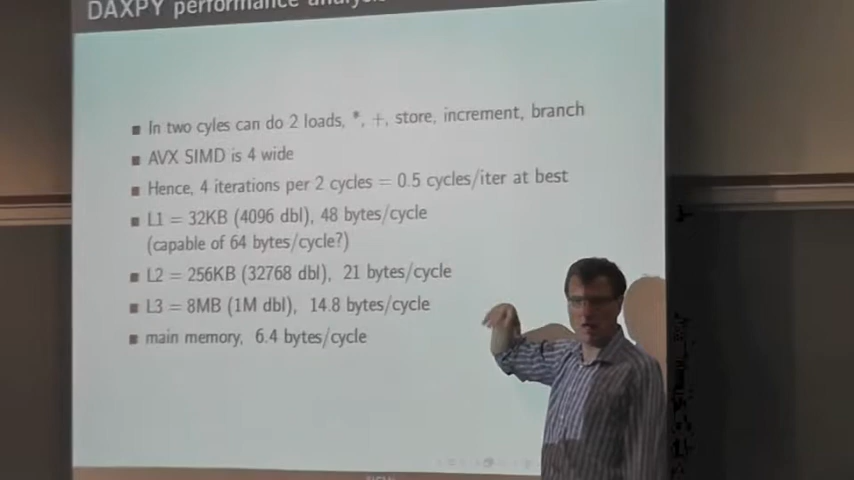 DAXPY performance analysis
In two cyles can do 2 loads, *, +, store, increment, branch
AVX SIMD is 4 wide
Hence, 4 iterations per 2 cycles = 0.5 cycles/iter at best
L1 = 32KB (4096 dbl), 48 bytes/cycle
(capable of 64 bytes/cycle?)
L2 = 256KB (32768 dbl), 21 bytes/cycle
L3 = 8MB (1M dbl), 14.8 bytes/cycle
main memory, 6.4 bytes/cycle